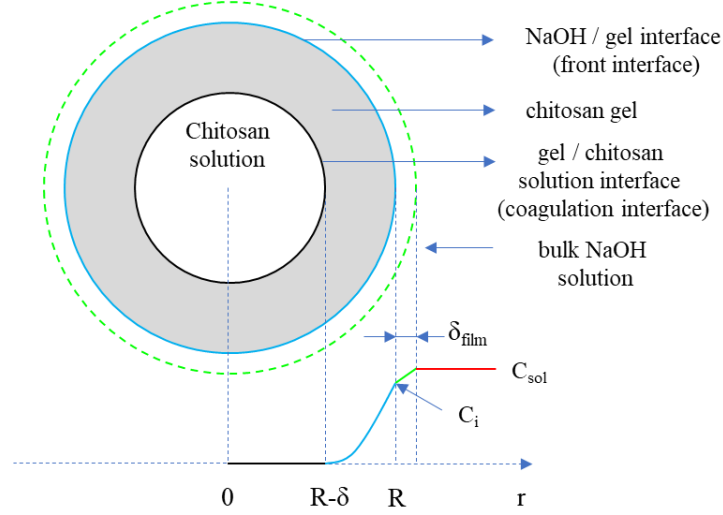 NaOH / gel interface
(front interface)
Chitosan
solution
chitosan gel
gel / chitosan
solution interface
(coagulation interface)
bulk NaOH
solution
δfilm
Csol
Ci
0
R-δ
R
r